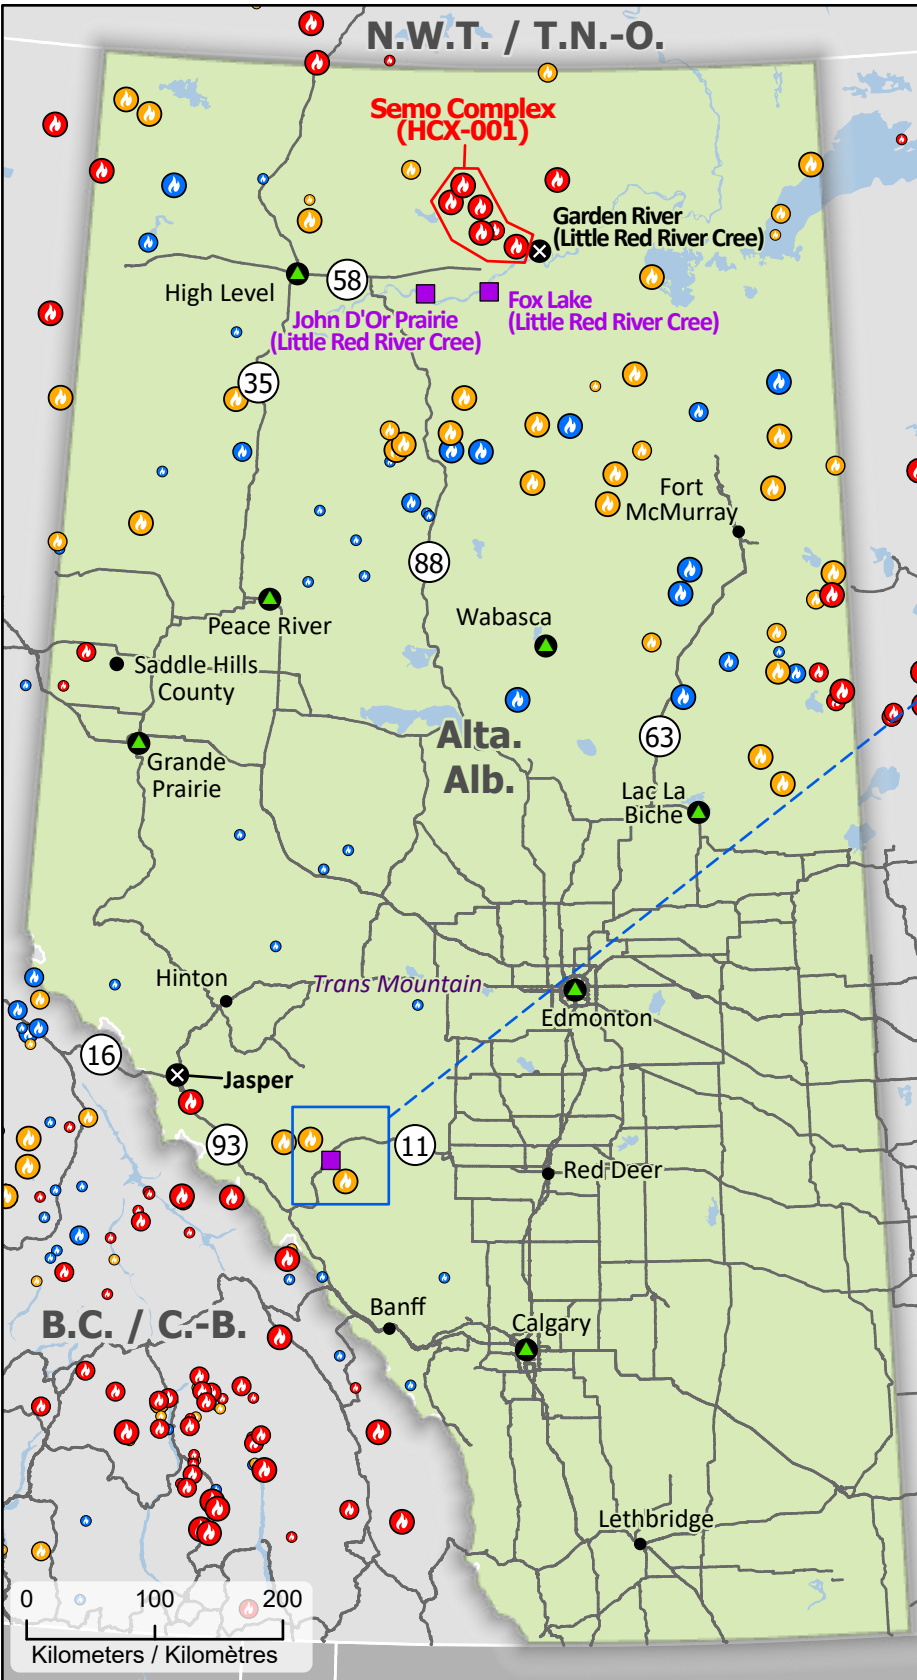 N.W.T. / T.N.-O.
Semo Complex
(HCX-001)
Garden River
(Little Red River Cree)
58
High Level
John D'Or Prairie
(Little Red River Cree)
Fox Lake
(Little Red River Cree)
35
Fort
McMurray
88
Peace River
Wabasca
Saddle Hills
County
Alta.
Alb.
63
Grande
Prairie
Lac La
Biche
Hinton
Trans Mountain
Edmonton
16
Jasper
93
11
Red Deer
Banff
Calgary
B.C. / C.-B.
Lethbridge
0 100 200
Kilometers / Kilomètres